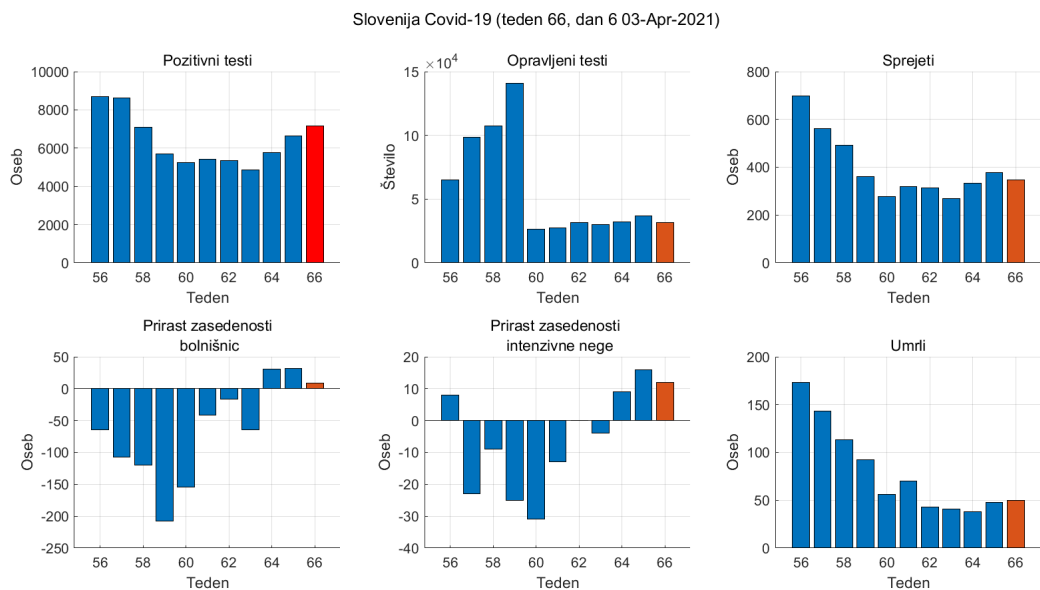 Slovenija Covid-19 (teden 66, dan 6 03-Apr-2021)
Pozitivni testi
10000
8000
6000
4000
2000
0
Oseb
56 58 60 62 64 66
Teden
Opravljeni testi
×10⁴
15
10
5
0
Število
56 58 60 62 64 66
Teden
Sprejeti
800
600
400
200
0
Oseb
56 58 60 62 64 66
Teden
Prirast zasedenosti
bolnišnic
50
0
-50
-100
-150
-200
-250
Oseb
56 58 60 62 64 66
Teden
Prirast zasedenosti
intenzivne nege
20
10
0
-10
-20
-30
-40
Oseb
56 58 60 62 64 66
Teden
Umrli
200
150
100
50
0
Oseb
56 58 60 62 64 66
Teden